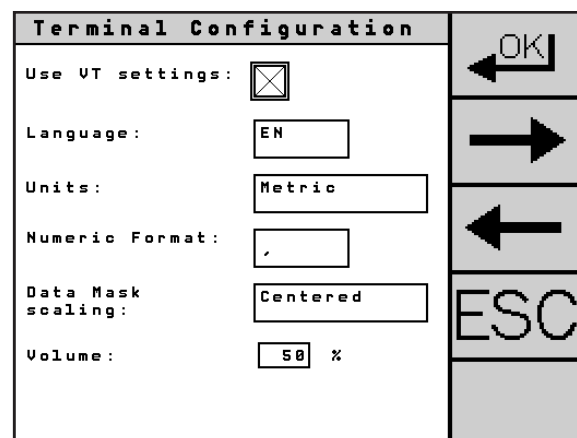 Terminal Configuration
OK
Use VT settings:
Language: EN
Units: Metric
Numeric Format: ,
Data Mask
scaling: Centered
ESC
Volume: 50 %